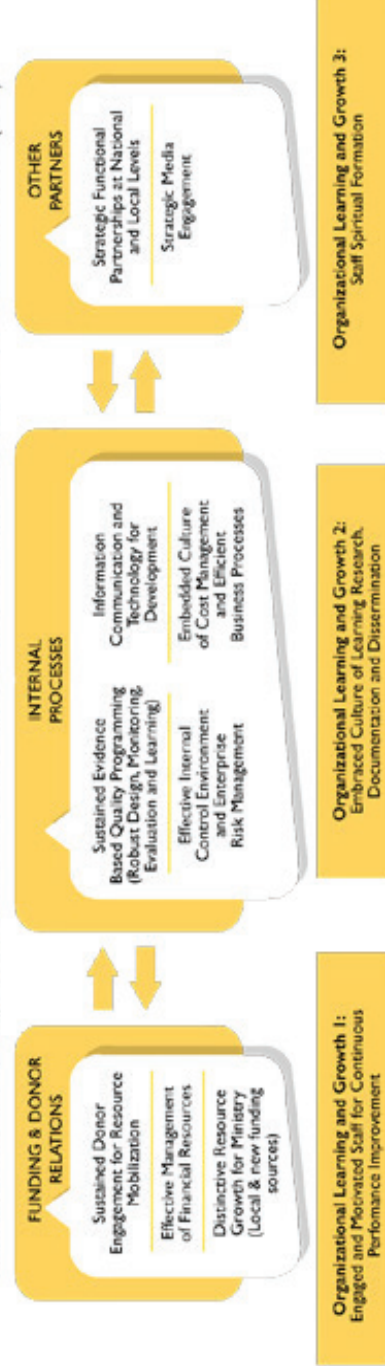 FUNDING & DONOR
RELATIONS
Sustained Donor
Engagement for Resource
Mobilization
Effective Management
of Financial Resources
Distinctive Resource
Growth for Ministry
(Local & new funding
sources)
INTERNAL
PROCESSES
Sustained Evidence
Based Quality Programming
(Robust Design, Monitoring,
Evaluation and Learning)
Effective Internal
Control Environment
and Enterprise
Risk Management
Information
Communication and
Technology for
Development
Embedded Culture
of Cost Management
and Efficient
Business Processes
OTHER
PARTNERS
Strategic Functional
Partnerships at National
and Local Levels
Strategic Media
Engagement
Organizational Learning and Growth 1:
Engaged and Motivated Staff for Continuous
Perfomance Improvement
Organizational Learning and Growth 2:
Embraced Culture of Learning Research,
Documentation and Dissermination
Organizational Learning and Growth 3:
Staff Spiritual Formation